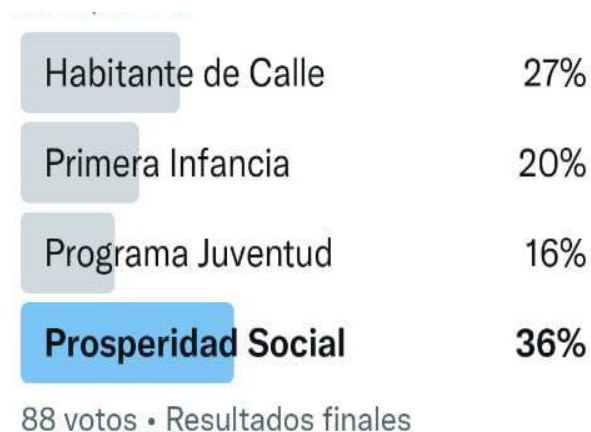 Habitante de Calle 27%
Primera Infancia 20%
Programa Juventud 16%
Prosperidad Social 36%
88 votos • Resultados finales